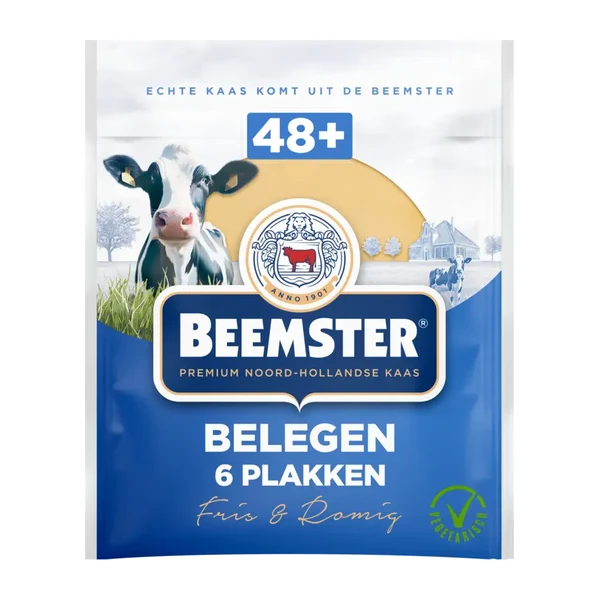 ECHTE KAAS KOMT UIT DE BEEMSTER
48+
ANNO 1901
BEEMSTER®
PREMIUM NOORD-HOLLANDSE KAAS
BELEGEN
6 PLAKKEN
Fris & Romig
VEGETARISCH